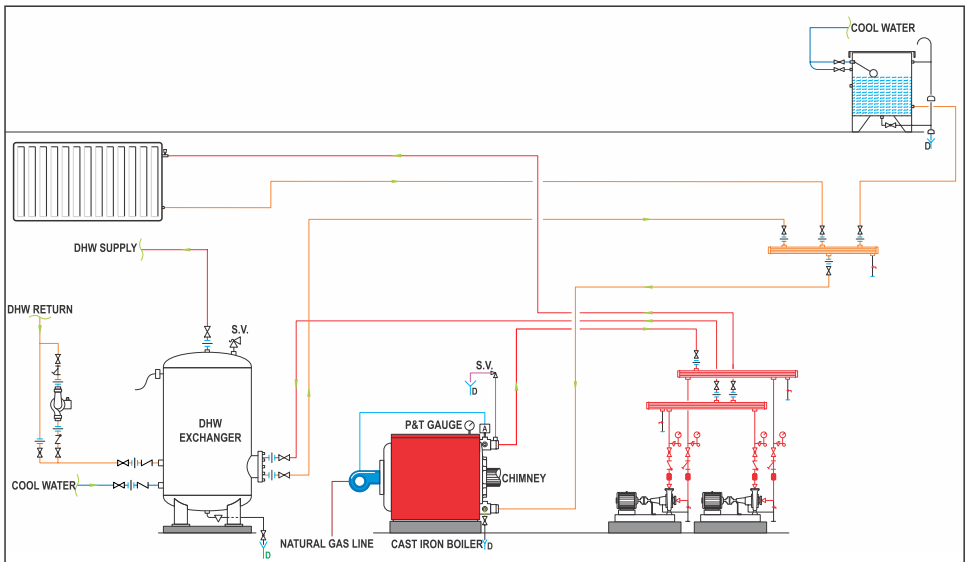 COOL WATER
D
DHW SUPPLY
DHW RETURN
S.V.
S.V.
D
P&T GAUGE
A
DHW
EXCHANGER
CHIMNEY
COOL WATER
NATURAL GAS LINE
CAST IRON BOILER
D
D